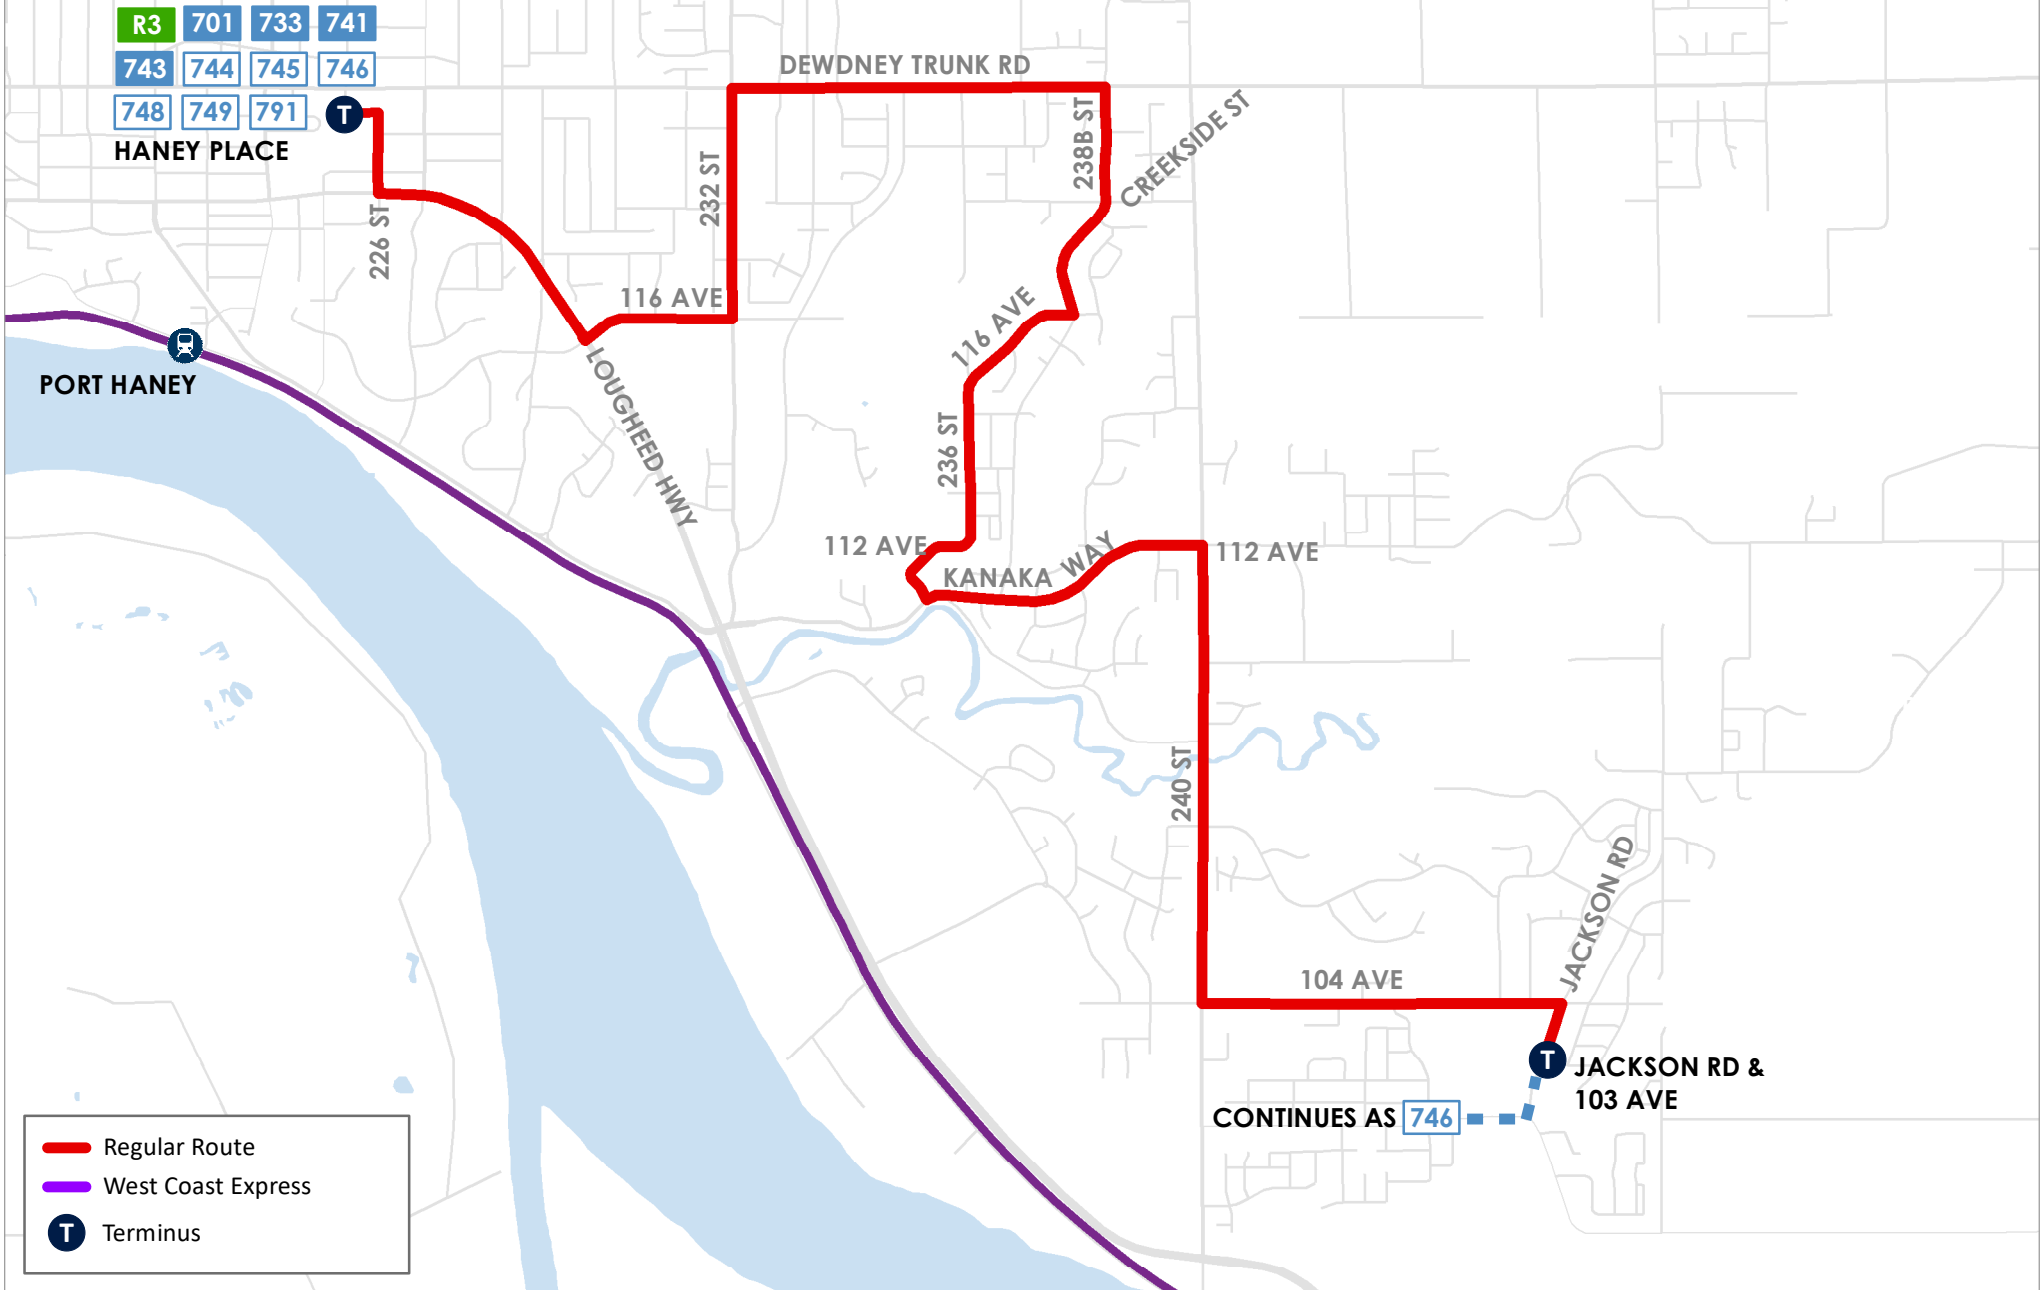 R3 701 733 741
743 744 745 746
748 749 791 T
HANEY PLACE
DEWDNEY TRUNK RD
238B ST
CREEKSIDE ST
232 ST
226 ST
116 AVE
116 AVE
PORT HANEY
LOUGHEED HWY
236 ST
112 AVE
KANAKA WAY
112 AVE
240 ST
JACKSON RD
104 AVE
T
JACKSON RD &
103 AVE
CONTINUES AS 746
Regular Route
West Coast Express
T Terminus